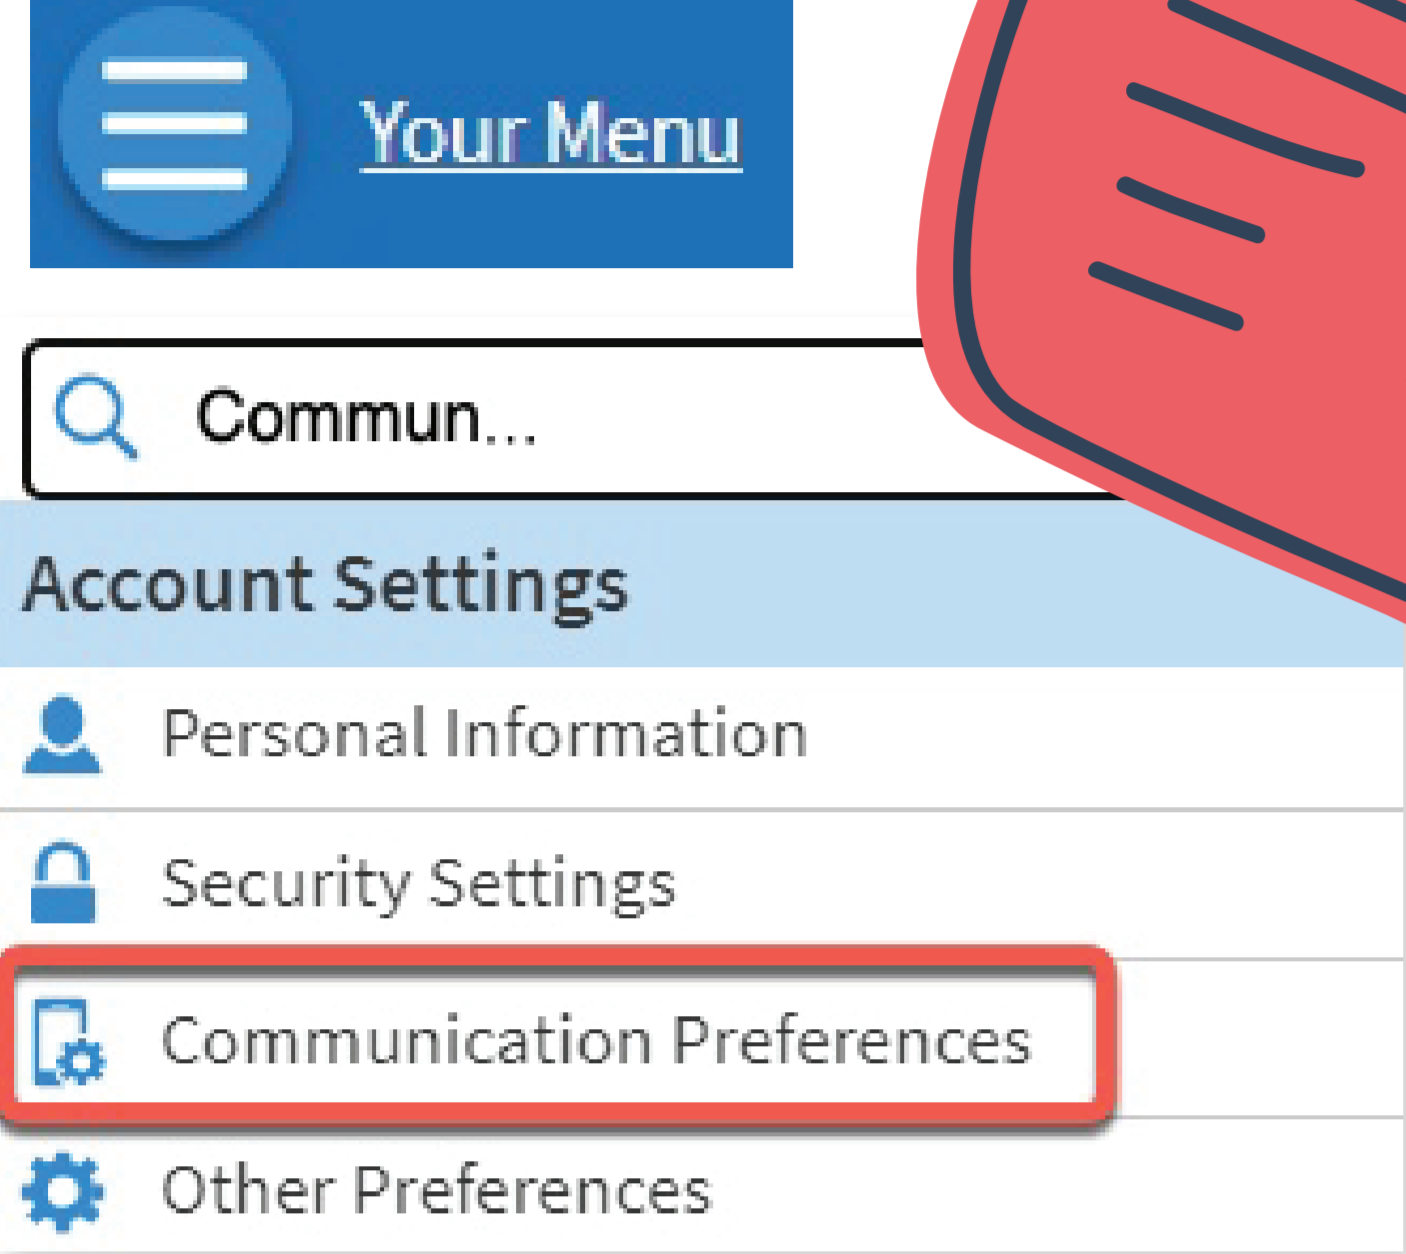 Your Menu
Commun...
Account Settings
Personal Information
Security Settings
Communication Preferences
Other Preferences